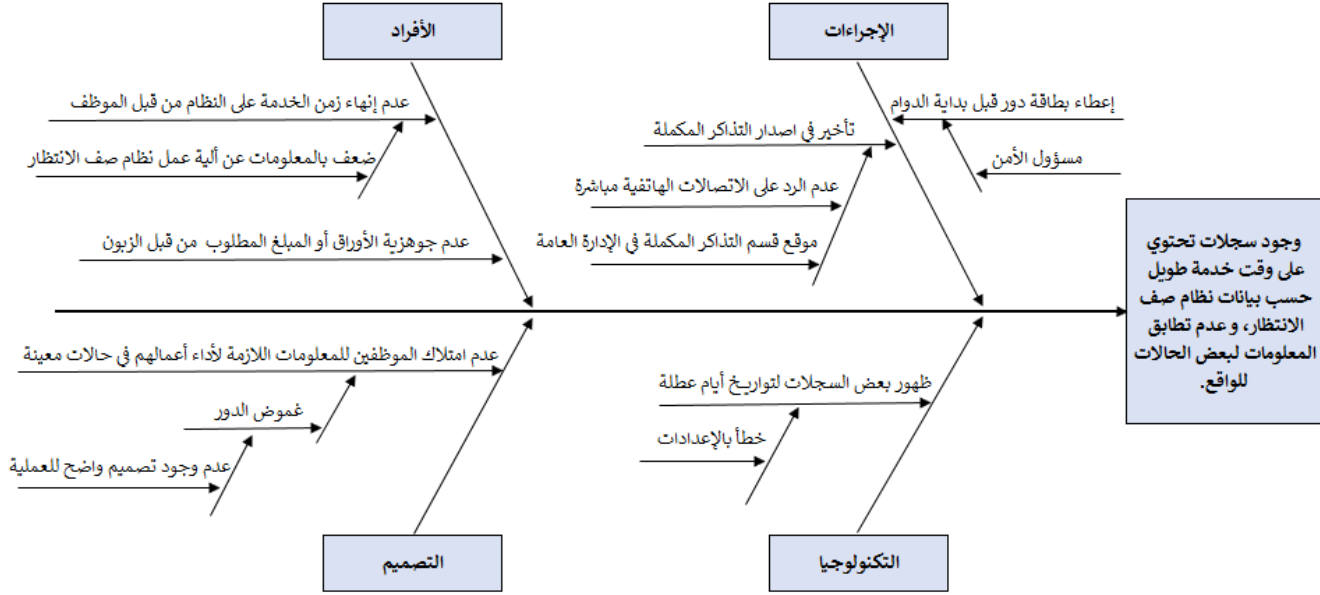 الإجراءات
الأفراد
إعطاء بطاقة دور قبل بداية الدوام
مسؤول الأمن
تأخير في اصدار التذاكر المكملة
عدم الرد على الاتصالات الهاتفية مباشرة
موقع قسم التذاكر المكملة في الإدارة العامة
عدم إنهاء زمن الخدمة على النظام من قبل الموظف
ضعف بالمعلومات عن ألية عمل نظام صف الانتظار
عدم جوهزية الأوراق أو المبلغ المطلوب من قبل الزبون
وجود سجلات تحتوي
على وقت خدمة طويل
حسب بيانات نظام صف
الانتظار، وعدم تطابق
المعلومات لبعض الحالات
للواقع.
ظهور بعض السجلات لتواريخ أيام عطلة
خطأ بالإعدادات
عدم امتلاك الموظفين للمعلومات اللازمة لأداء أعمالهم في حالات معينة
غموض الدور
عدم وجود تصميم واضح للعملية
التكنولوجيا
التصميم